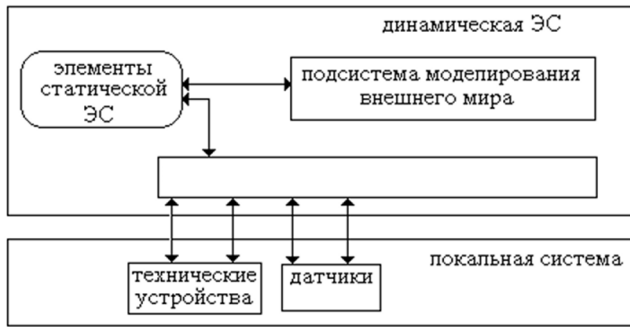 динамическая ЭС
элементы
статической
ЭС
подсистема моделирования
внешнего мира
локальная система
технические
устройства
датчики